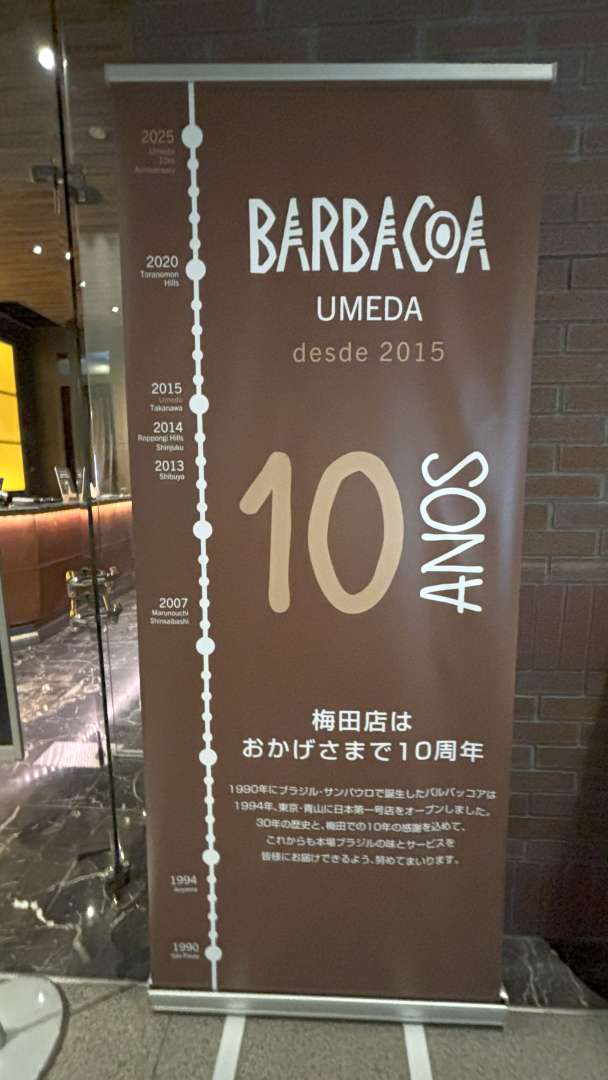 2025
Umeda
10th
Anniversary
2020
Toranomon
Hills
2015
Umeda
Takanawa
2014
Roppongi Hills
Shinjuku
2013
Shibuya
2007
Marunouchi
Shinsaibashi
1994
Aoyama
1990
São Paulo
BARBACOA
UMEDA
desde 2015
10 ANOS
梅田店は
おかげさまで10周年
1990年にブラジル・サンパウロで誕生したバルバッコアは
1994年、東京・青山に日本第一号店をオープンしました。
30年の歴史と、梅田での10年の感謝を込めて、
これからも本場ブラジルの味とサービスを
皆様にお届けできるよう、努めてまいります。